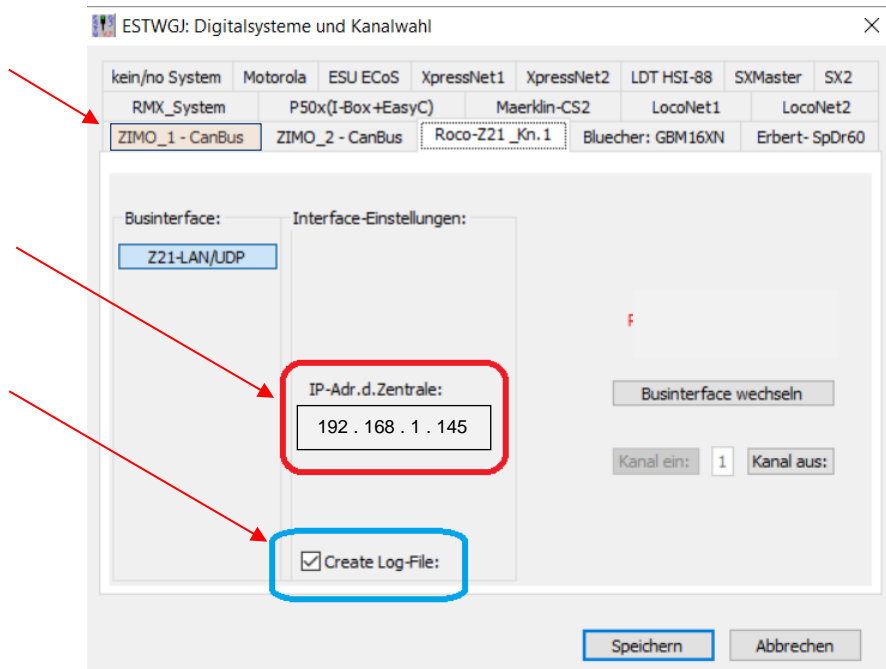 ESTWGJ: Digitalsysteme und Kanalwahl
kein/no System Motorola ESU ECoS XpressNet1 XpressNet2 LDT HSI-88 SXMaster SX2
RMX_System P50x(I-Box+EasyC) Maerklin-CS2 LocoNet1 LocoNet2
ZIMO_1 - CanBus ZIMO_2 - CanBus Roco-Z21 _Kn.1 Bluecher: GBM16XN Erbert- SpDr60
Businterface: Interface-Einstellungen:
Z21-LAN/UDP
IP-Adr.d.Zentrale:
Businterface wechseln
192 . 168 . 1 . 145
Kanal ein: 1 Kanal aus:
Create Log-File:
Speichern Abbrechen